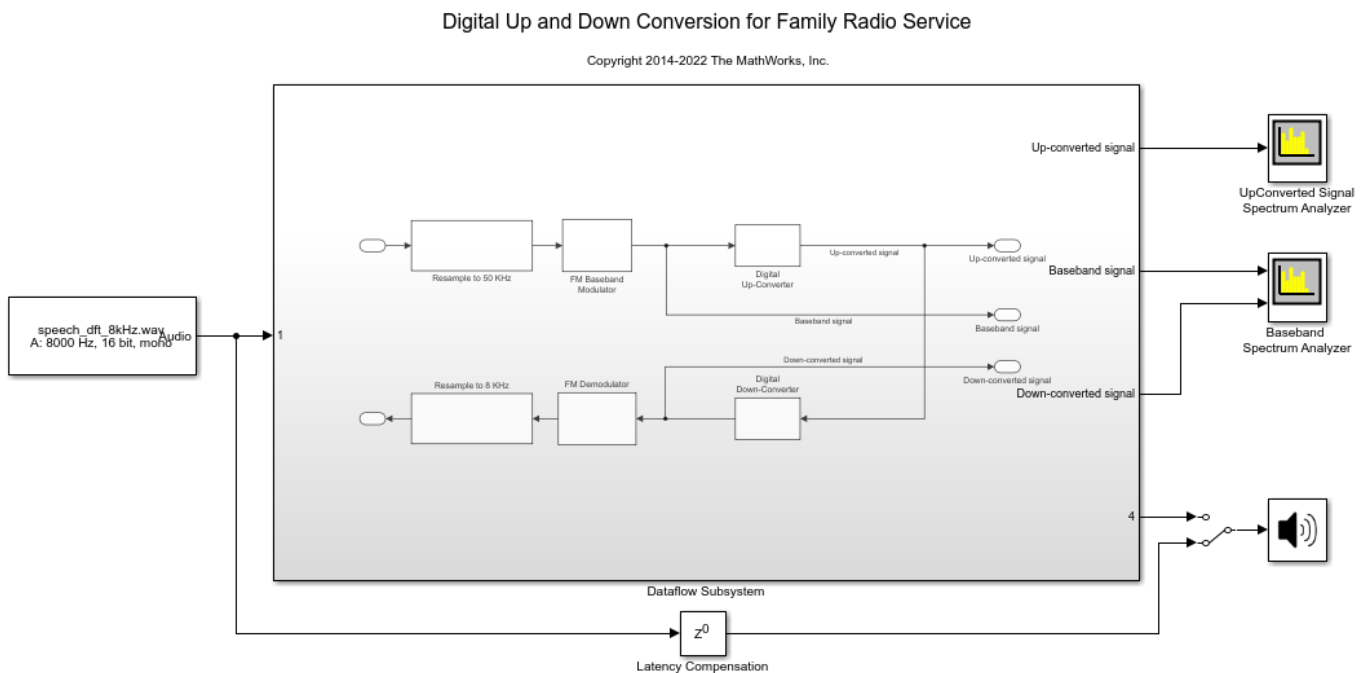 Digital Up and Down Conversion for Family Radio Service
Copyright 2014-2022 The MathWorks, Inc.
Up-converted signal
UpConverted Signal
Spectrum Analyzer
Resample to 50 KHz
FM Baseband
Modulator
Digital
Up-Converter
Up-converted signal
Up-converted signal
Baseband signal
Baseband signal
Baseband signal
Baseband
Spectrum Analyzer
speech_dft_8kHz.wav
A: 8000 Hz, 16 bit, mono
Audio
1
Down-converted signal
Down-converted signal
Down-converted signal
Resample to 8 KHz
FM Demodulator
Digital
Down-Converter
4
Dataflow Subsystem
Z0
Latency Compensation